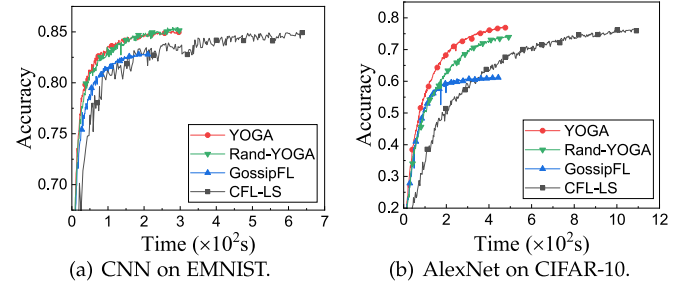 0.85
0.80
0.75
0.70
Accuracy
0 1 2 3 4 5 6 7
Time (×10²s)
YOGA
Rand-YOGA
GossipFL
CFL-LS
(a) CNN on EMNIST.
0.8
0.7
0.6
0.5
0.4
0.3
0.2
Accuracy
0 2 4 6 8 10 12
Time (×10²s)
YOGA
Rand-YOGA
GossipFL
CFL-LS
(b) AlexNet on CIFAR-10.